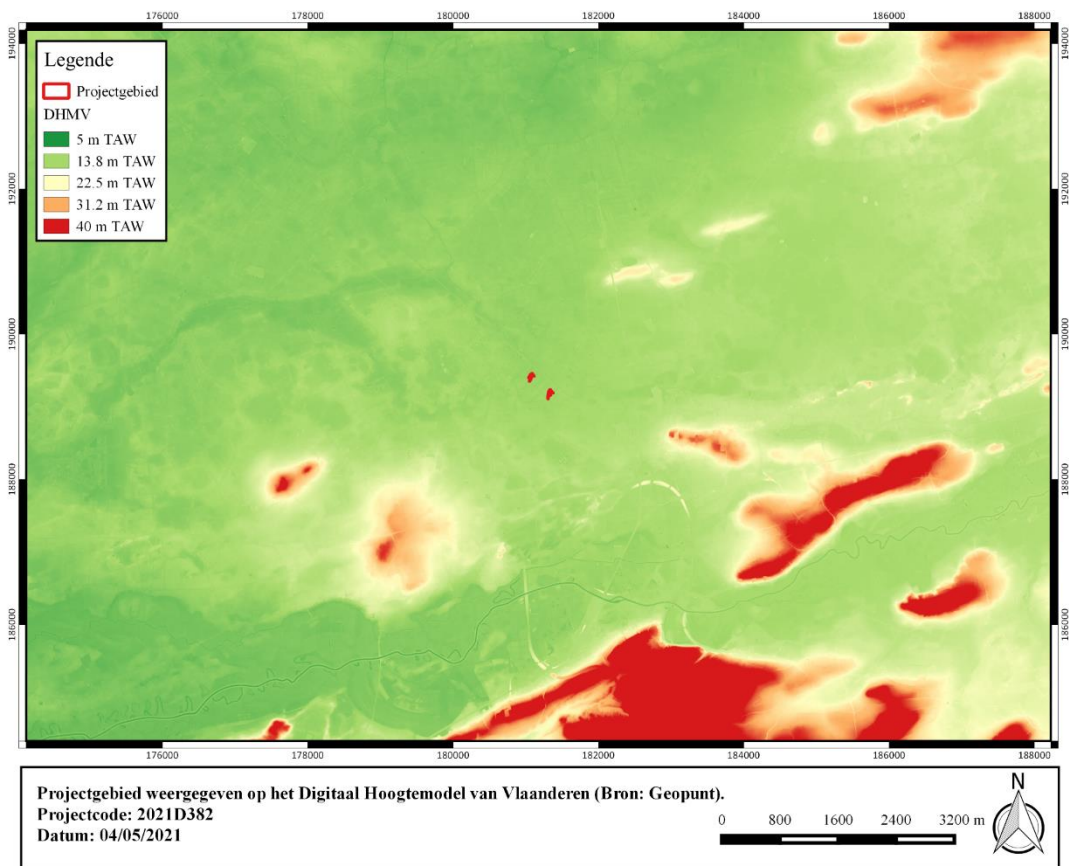 176000 178000 180000 182000 184000 186000 188000
194000 194000
Legende
Projectgebied
DHMV
5 m TAW
13.8 m TAW
22.5 m TAW
31.2 m TAW
40 m TAW
192000 192000
190000 190000
188000 188000
186000 186000
176000 178000 180000 182000 184000 186000 188000
Projectgebied weergegeven op het Digitaal Hoogtemodel van Vlaanderen (Bron: Geopunt).
Projectcode: 2021D382
Datum: 04/05/2021
0 800 1600 2400 3200 m
N